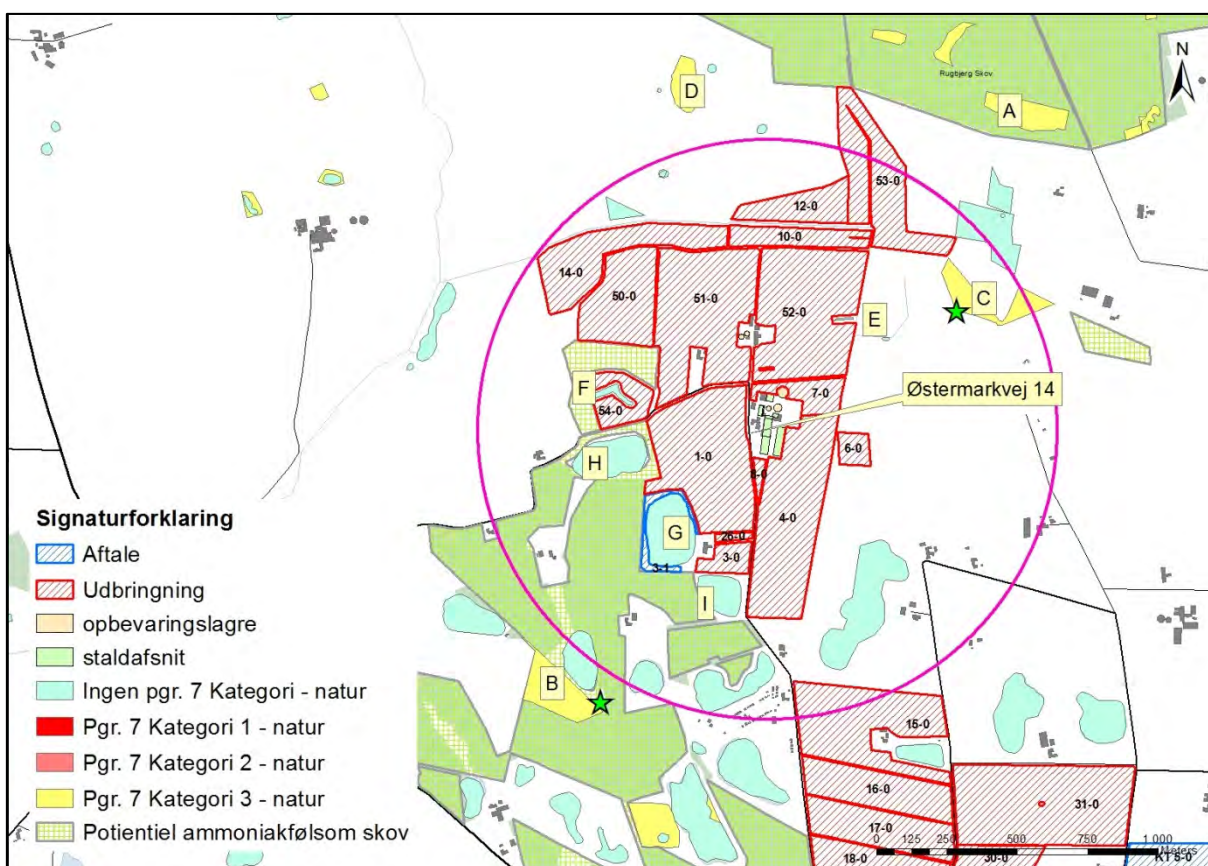 N
D
Rugbjerg Skov
A
53-0
12-0
10-0
14-0
50-0
51-0
52-0
C
E
F
54-0
7-0
Østermarkvej 14
1-0
6-0
H
8-0
4-0
G
26-0
3-0
3-1
I
B
15-0
16-0
17-0
18-0
31-0
30-0
Signaturforklaring
Aftale
Udbringning
opbevaringslagre
staldafsnit
Ingen pgr. 7 Kategori - natur
Pgr. 7 Kategori 1 - natur
Pgr. 7 Kategori 2 - natur
Pgr. 7 Kategori 3 - natur
Potientiel ammoniakfølsom skov
0 125 250 500 750 1 000
Meters